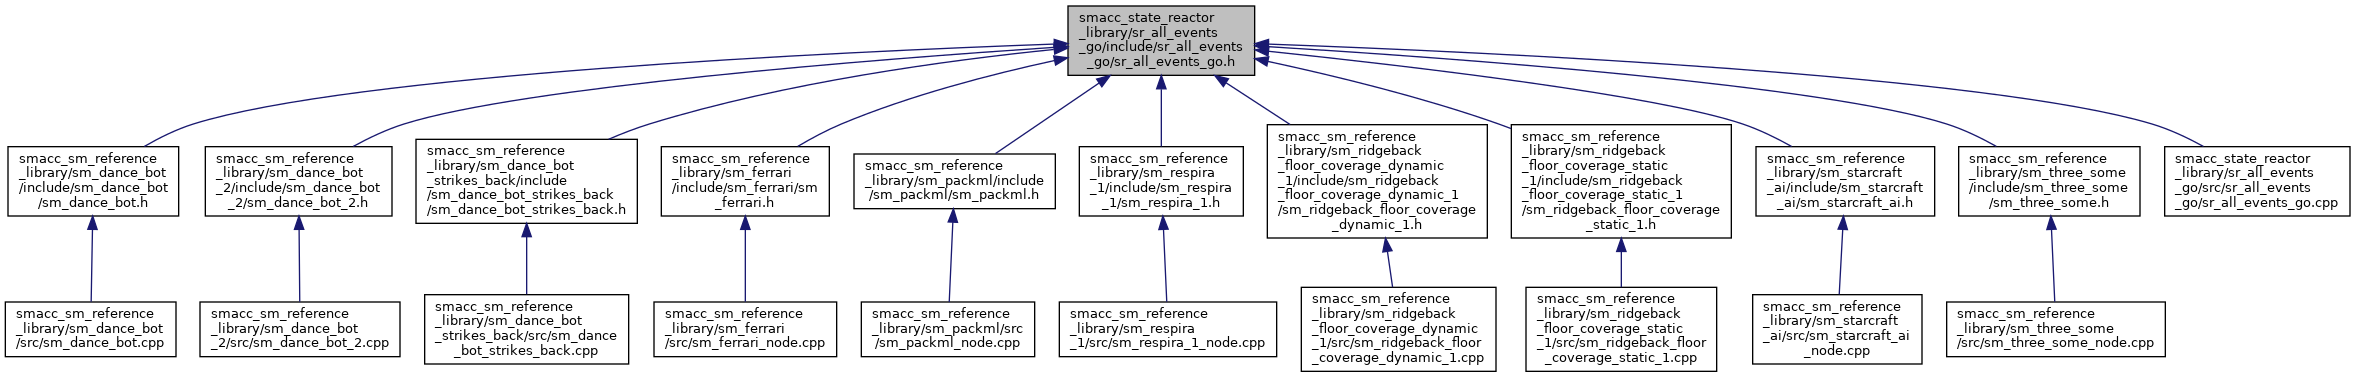 smacc_state_reactor
_library/sr_all_events
_go/include/sr_all_events
_go/sr_all_events_go.h
smacc_sm_reference
_library/sm_dance_bot
/include/sm_dance_bot
/sm_dance_bot.h
smacc_sm_reference
_library/sm_dance_bot
_2/include/sm_dance_bot
_2/sm_dance_bot_2.h
smacc_sm_reference
_library/sm_dance_bot
_strikes_back/include
/sm_dance_bot_strikes_back
/sm_dance_bot_strikes_back.h
smacc_sm_reference
_library/sm_ferrari
/include/sm_ferrari/sm
_ferrari.h
smacc_sm_reference
_library/sm_packml/include
/sm_packml/sm_packml.h
smacc_sm_reference
_library/sm_respira
_1/include/sm_respira
_1/sm_respira_1.h
smacc_sm_reference
_library/sm_ridgeback
_floor_coverage_dynamic
_1/include/sm_ridgeback
_floor_coverage_dynamic_1
/sm_ridgeback_floor_coverage
_dynamic_1.h
smacc_sm_reference
_library/sm_ridgeback
_floor_coverage_static
_1/include/sm_ridgeback
_floor_coverage_static_1
/sm_ridgeback_floor_coverage
_static_1.h
smacc_sm_reference
_library/sm_starcraft
_ai/include/sm_starcraft
_ai/sm_starcraft_ai.h
smacc_sm_reference
_library/sm_three_some
/include/sm_three_some
/sm_three_some.h
smacc_state_reactor
_library/sr_all_events
_go/src/sr_all_events
_go/sr_all_events_go.cpp
smacc_sm_reference
_library/sm_dance_bot
/src/sm_dance_bot.cpp
smacc_sm_reference
_library/sm_dance_bot
_2/src/sm_dance_bot_2.cpp
smacc_sm_reference
_library/sm_dance_bot
_strikes_back/src/sm_dance
_bot_strikes_back.cpp
smacc_sm_reference
_library/sm_ferrari
/src/sm_ferrari_node.cpp
smacc_sm_reference
_library/sm_packml/src
/sm_packml_node.cpp
smacc_sm_reference
_library/sm_respira
_1/src/sm_respira_1_node.cpp
smacc_sm_reference
_library/sm_ridgeback
_floor_coverage_dynamic
_1/src/sm_ridgeback_floor
_coverage_dynamic_1.cpp
smacc_sm_reference
_library/sm_ridgeback
_floor_coverage_static
_1/src/sm_ridgeback_floor
_coverage_static_1.cpp
smacc_sm_reference
_library/sm_starcraft
_ai/src/sm_starcraft_ai
_node.cpp
smacc_sm_reference
_library/sm_three_some
/src/sm_three_some_node.cpp